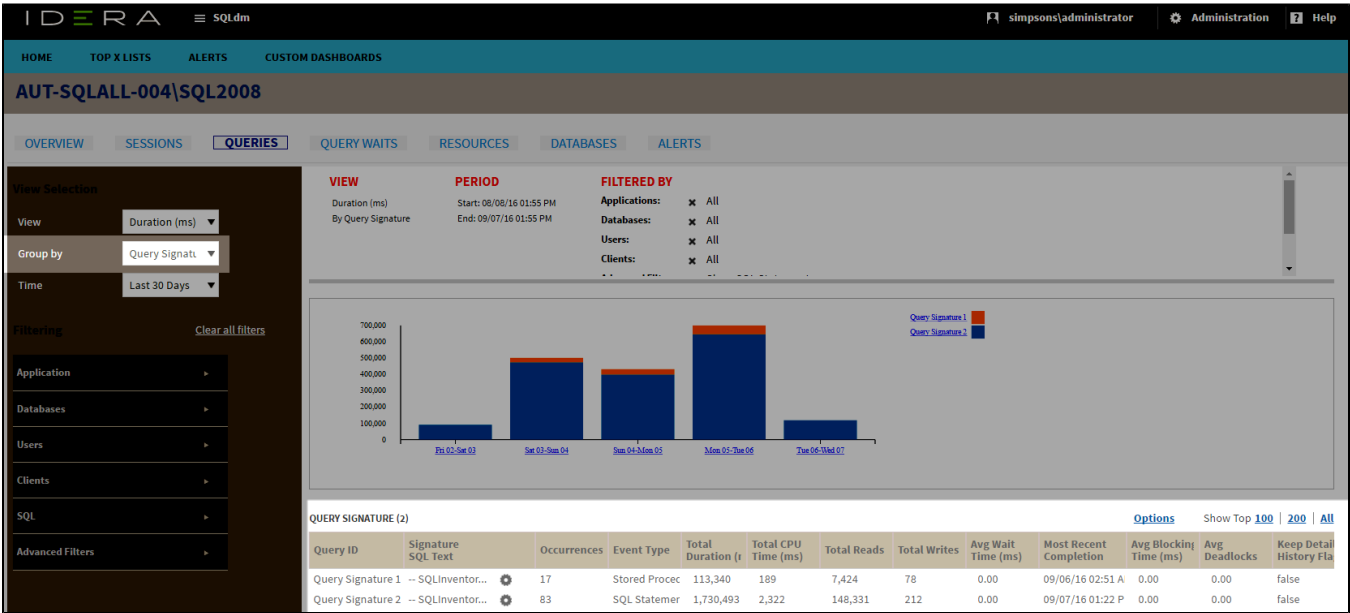 IDERA ≡ SQLdm simpsons\administrator Administration ? Help
HOME TOP X LISTS ALERTS CUSTOM DASHBOARDS
AUT-SQLALL-004\SQL2008
OVERVIEW SESSIONS QUERIES QUERY WAITS RESOURCES DATABASES ALERTS
View Selection
View Duration (ms)
Group by Query Signatu
Time Last 30 Days
Filtering Clear all filters
Application
Databases
Users
Clients
SQL
Advanced Filters
VIEW PERIOD FILTERED BY
Duration (ms) Start: 08/08/16 01:55 PM Applications: All
By Query Signature End: 09/07/16 01:55 PM Databases: All
Users: All
Clients: All
700,000
600,000
500,000
400,000
300,000
200,000
100,000
0
Fri 02-Sat 03 Sat 03-Sun 04 Sun 04-Mon 05 Mon 05-Tue 06 Tue 06-Wed 07
Query Signature 1
Query Signature 2
QUERY SIGNATURE (2) Options Show Top 100 | 200 | All
Query ID Signature SQL Text Occurrences Event Type Total Duration (r Total CPU Time (ms) Total Reads Total Writes Avg Wait Time (ms) Most Recent Completion Avg Blocking Time (ms) Avg Deadlocks Keep Detail History Fla
Query Signature 1 -- SQLInventor... 17 Stored Proced 113,340 189 7,424 78 0.00 09/06/16 02:51 A 0.00 0.00 false
Query Signature 2 -- SQLInventor... 83 SQL Statemer 1,730,493 2,322 148,331 212 0.00 09/07/16 01:22 P 0.00 0.00 false